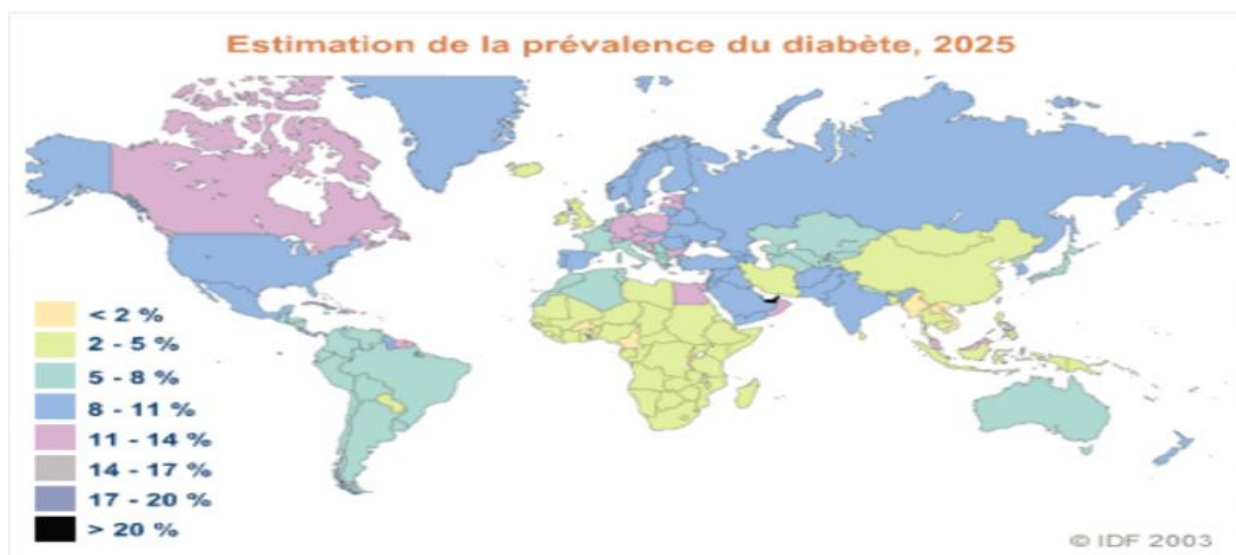 Estimation de la prévalence du diabète, 2025
< 2 %
2 - 5 %
5 - 8 %
8 - 11 %
11 - 14 %
14 - 17 %
17 - 20 %
> 20 %
© IDF 2003